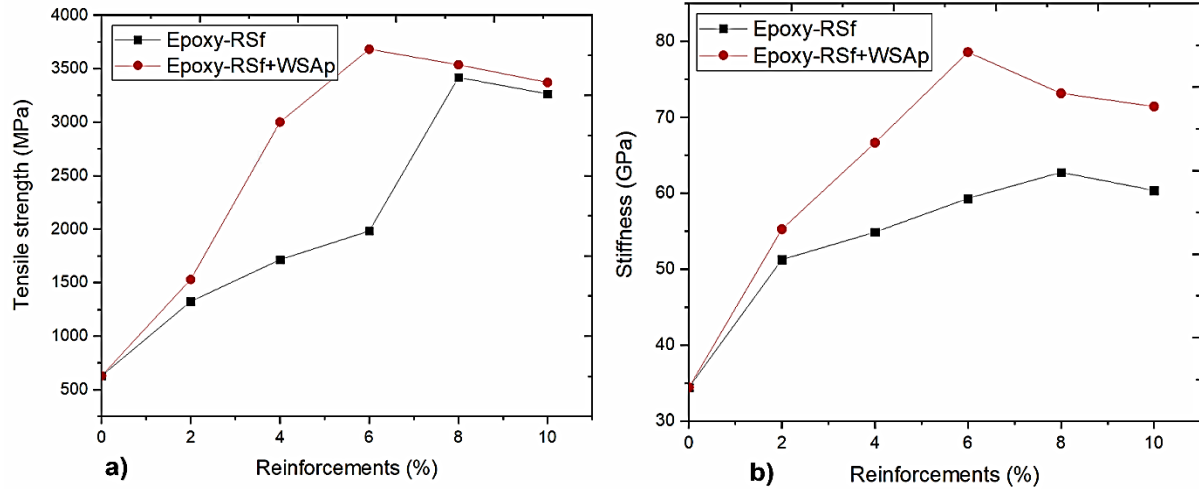 4000
3500
3000
2500
2000
1500
1000
500
Tensile strength (MPa)
Epoxy-RSf
Epoxy-RSf+WSAp
0 2 4 6 8 10
a) Reinforcements (%)
80
70
60
50
40
30
Stiffness (GPa)
Epoxy-RSf
Epoxy-RSf+WSAp
0 2 4 6 8 10
b) Reinforcements (%)